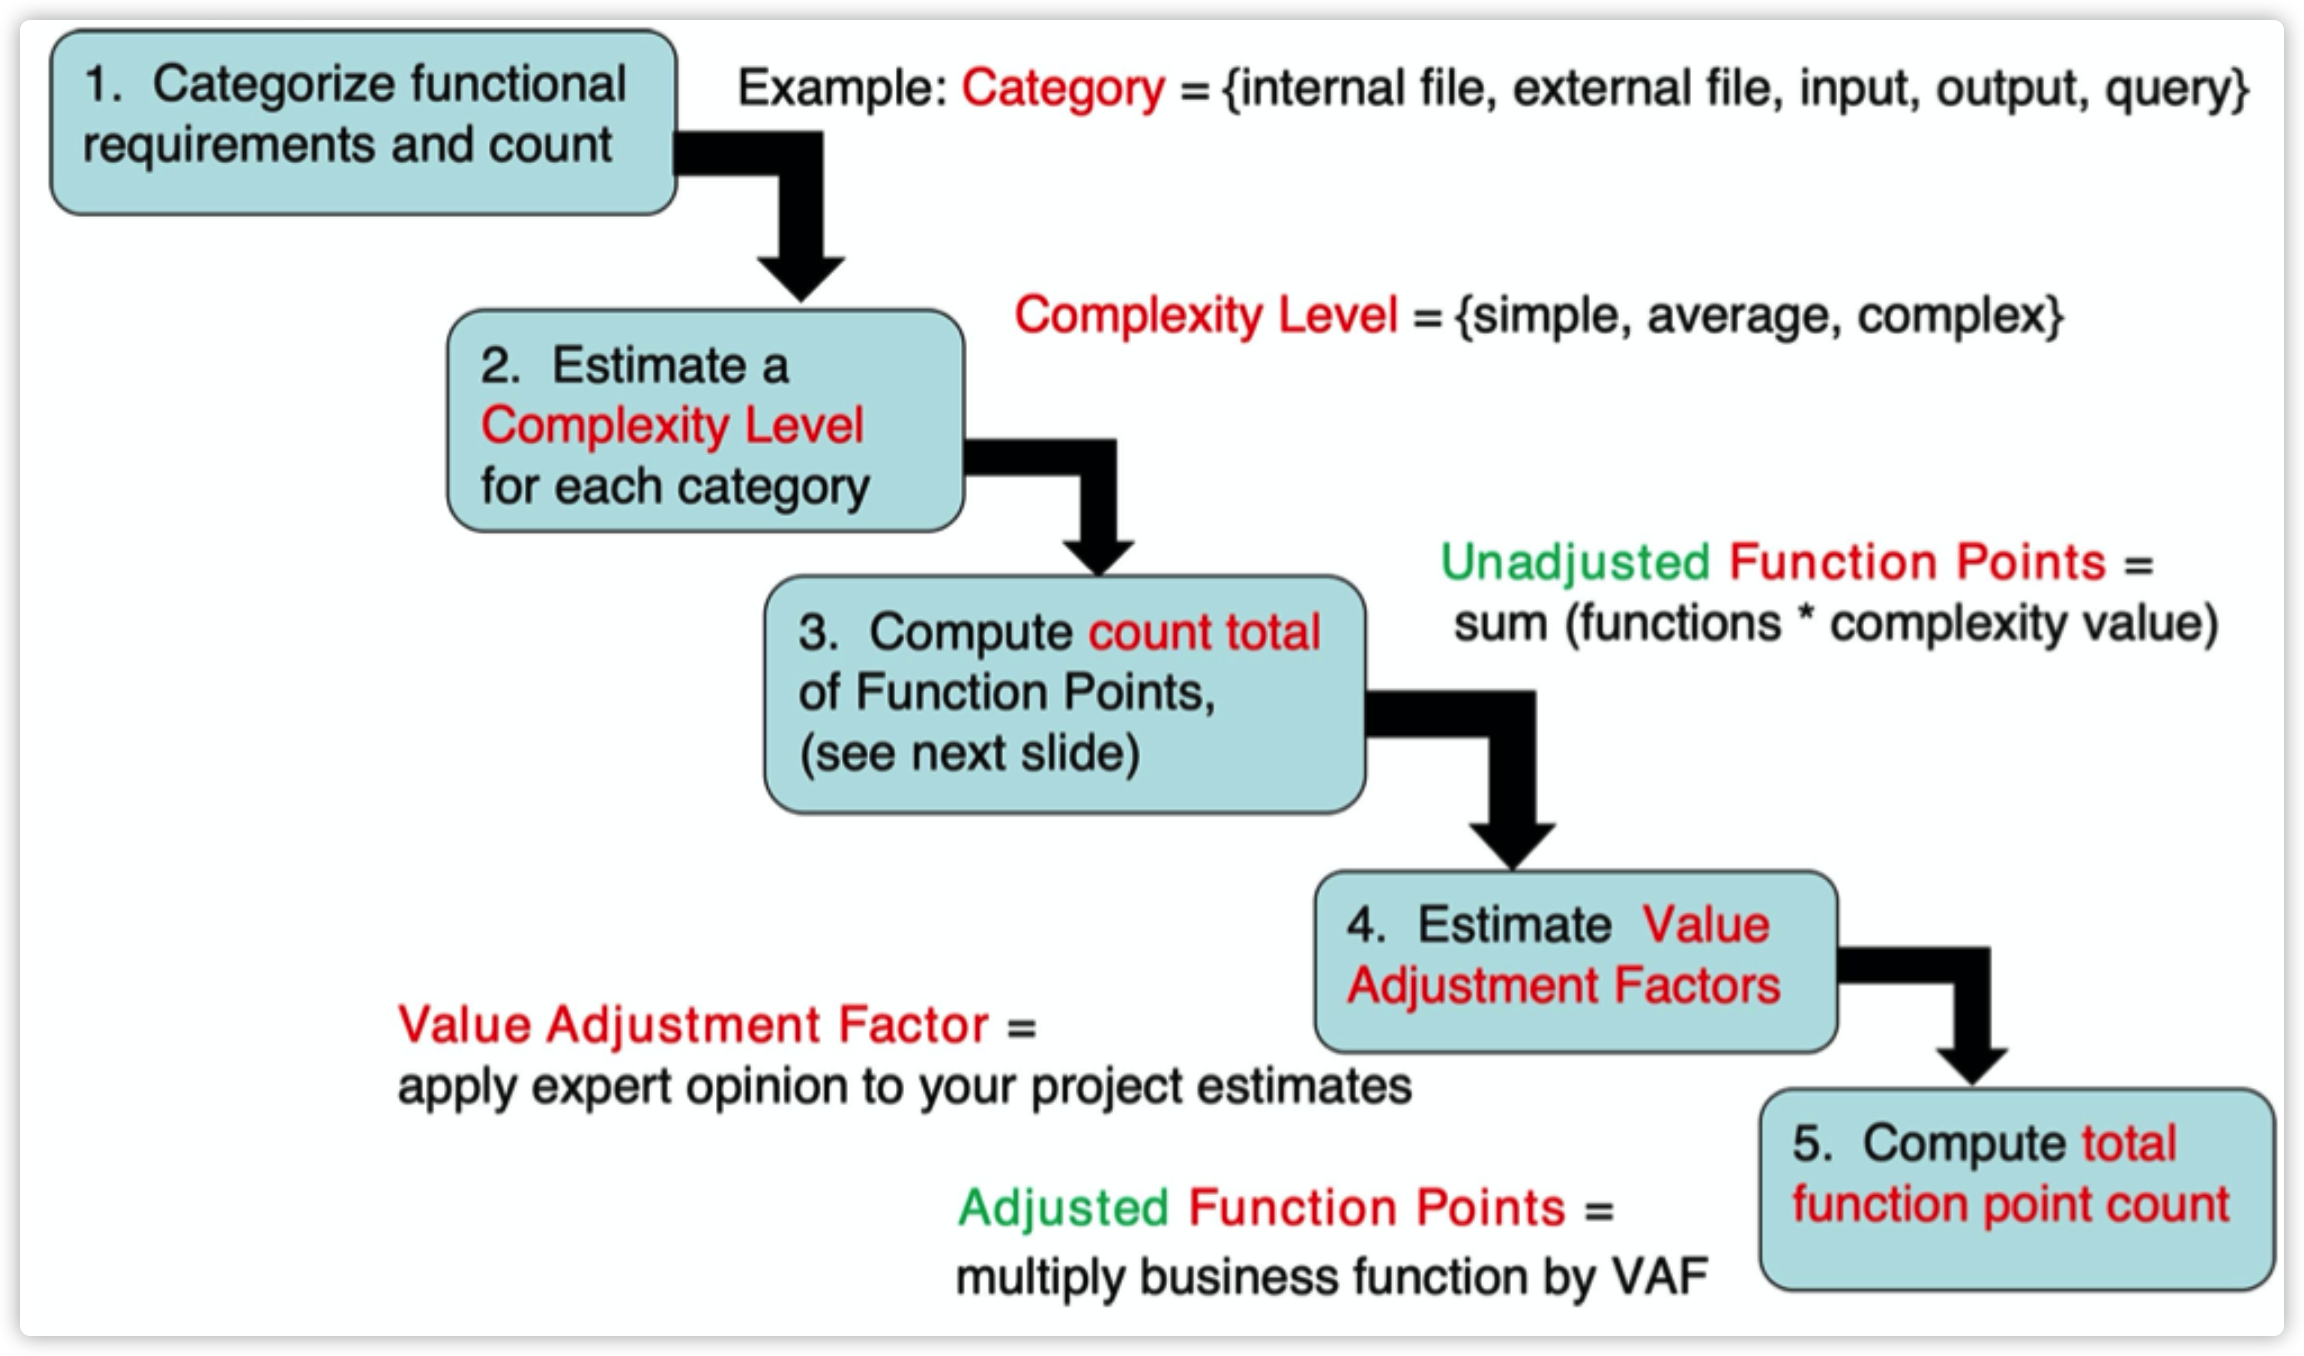 1.  Categorize functional
requirements and count
Example: Category = {internal file, external file, input, output, query}
Complexity Level = {simple, average, complex}
2.  Estimate a
Complexity Level
for each category
Unadjusted Function Points =
sum (functions * complexity value)
3.  Compute count total
of Function Points,
(see next slide)
4.  Estimate  Value
Adjustment Factors
Value Adjustment Factor =
apply expert opinion to your project estimates
5.  Compute total
function point count
Adjusted Function Points =
multiply business function by VAF